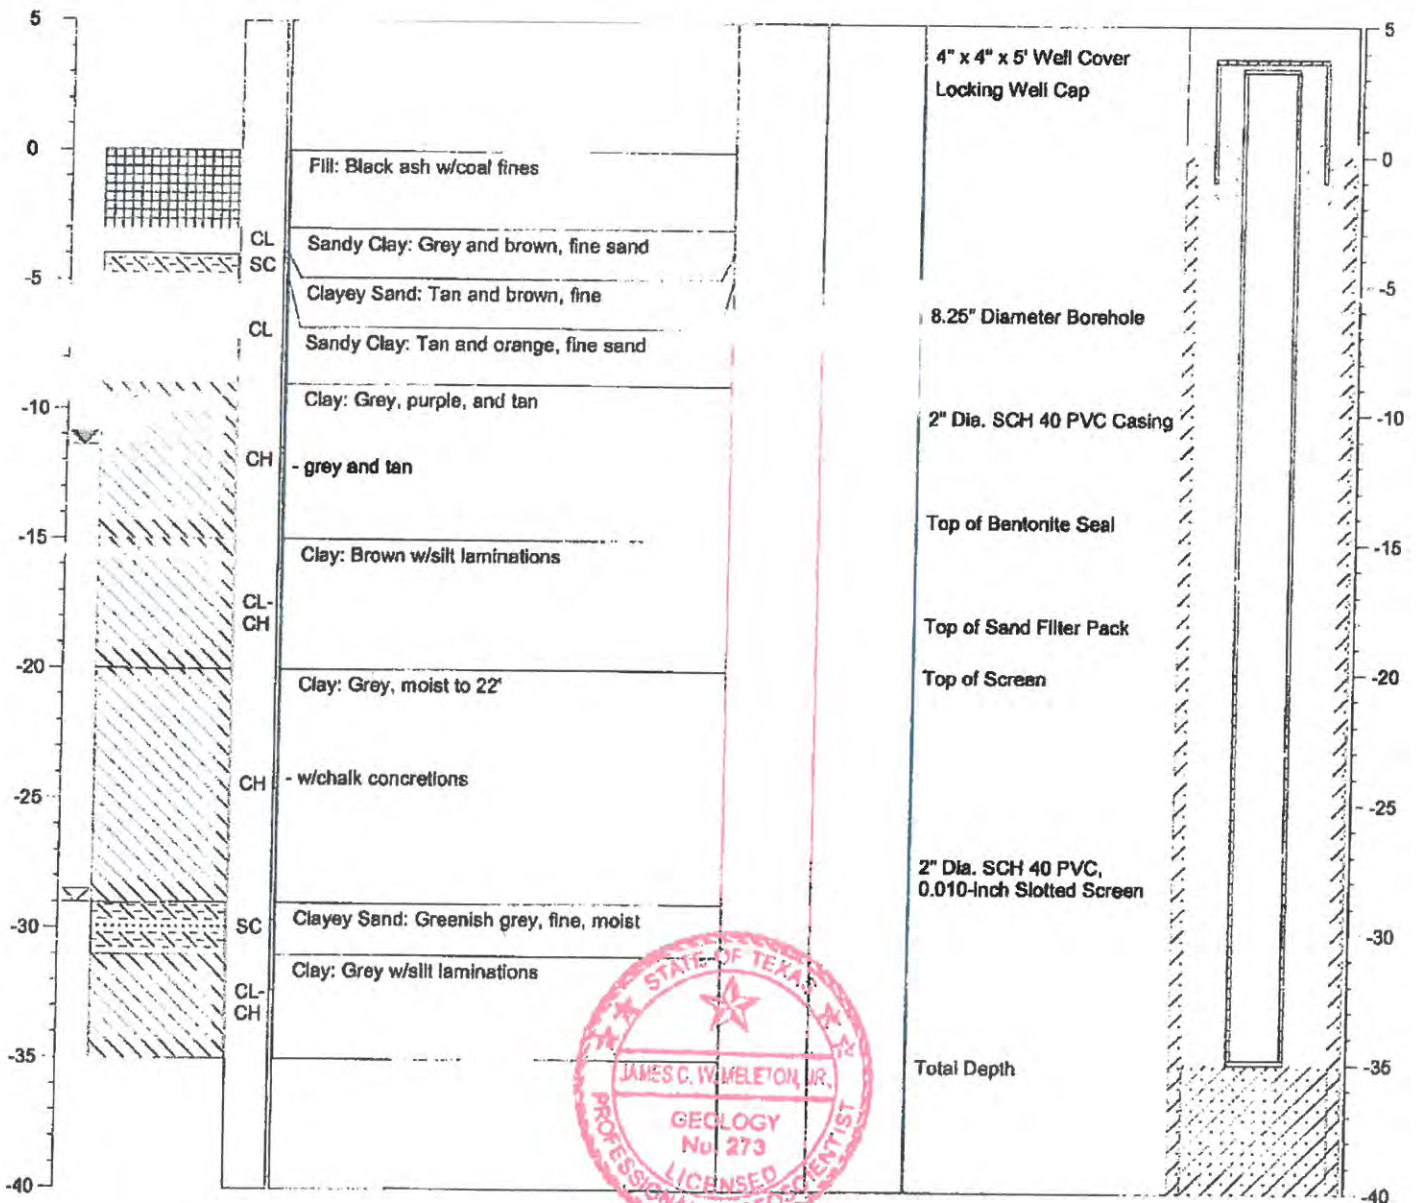 5
0
-5
-10
-15
-20
-25
-30
-35
-40
CL
SC
CL
CH
CL-
CH
CH
SC
CL-
CH
Fill: Black ash w/coal fines
Sandy Clay: Grey and brown, fine sand
Clayey Sand: Tan and brown, fine
Sandy Clay: Tan and orange, fine sand
Clay: Grey, purple, and tan
- grey and tan
Clay: Brown w/silt laminations
Clay: Grey, moist to 22'
- w/chalk concretions
Clayey Sand: Greenish grey, fine, moist
Clay: Grey w/silt laminations
4" x 4" x 5' Well Cover
Locking Well Cap
8.25" Diameter Borehole
2" Dia. SCH 40 PVC Casing
Top of Bentonite Seal
Top of Sand Filter Pack
Top of Screen
2" Dia. SCH 40 PVC,
0.010-inch Slotted Screen
Total Depth
5
0
-5
-10
-15
-20
-25
-30
-35
-40
STATE OF TEXAS
JAMES C. JR.
GEOLOGY
No. 273
LICENSED
PROFESSIONAL GEOSCIENTIST